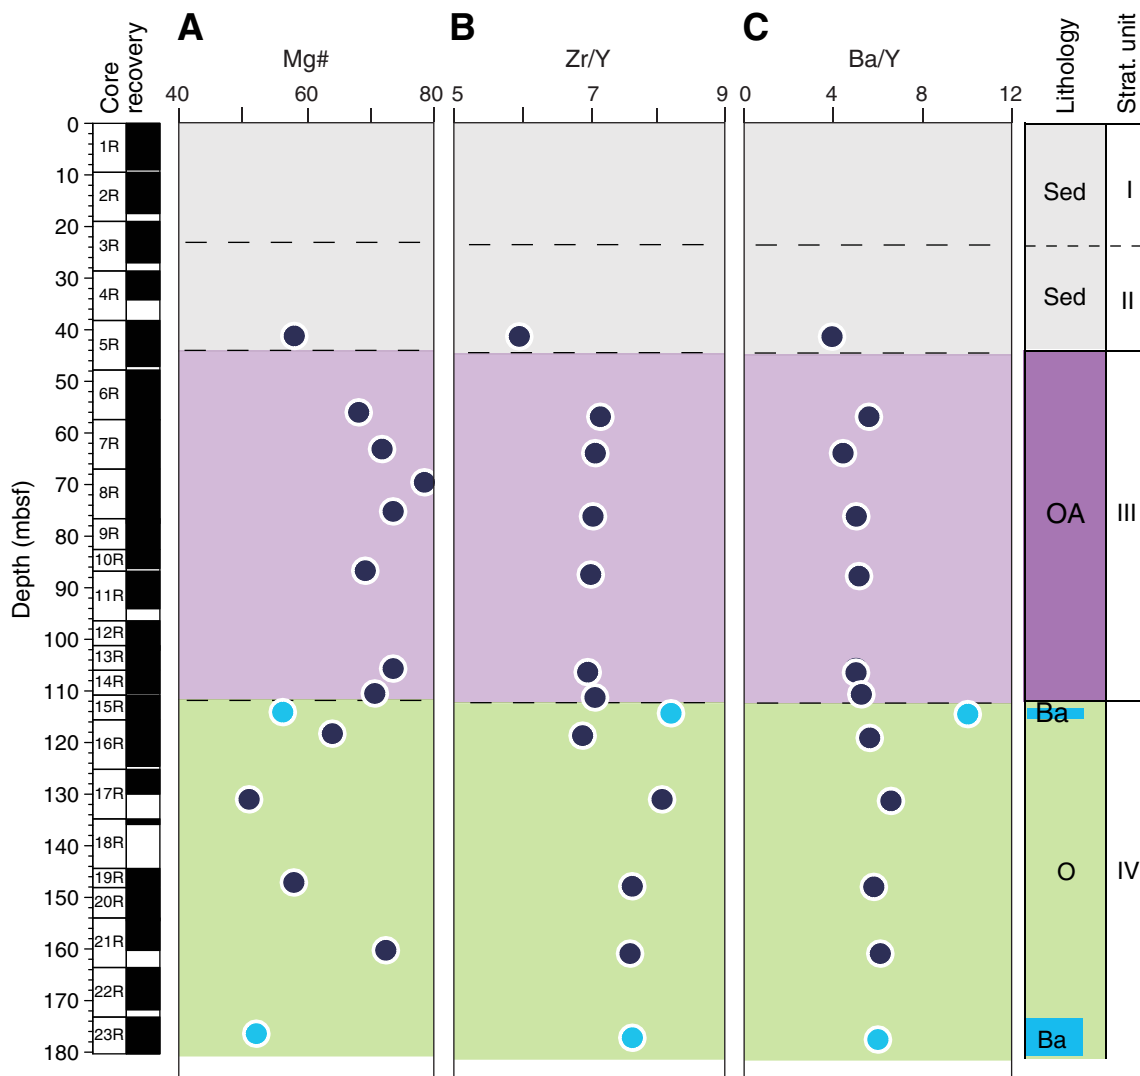 A
B
C
Core recovery
Mg#
Zr/Y
Ba/Y
Lithology
Strat. unit
40 60 80
5 7 9
0 4 8 12
Depth (mbsf)
0
10
20
30
40
50
60
70
80
90
100
110
120
130
140
150
160
170
180
1R
2R
3R
4R
5R
6R
7R
8R
9R
10R
11R
12R
13R
14R
15R
16R
17R
18R
19R
20R
21R
22R
23R
Sed
I
Sed
II
OA
III
Ba
O
IV
Ba